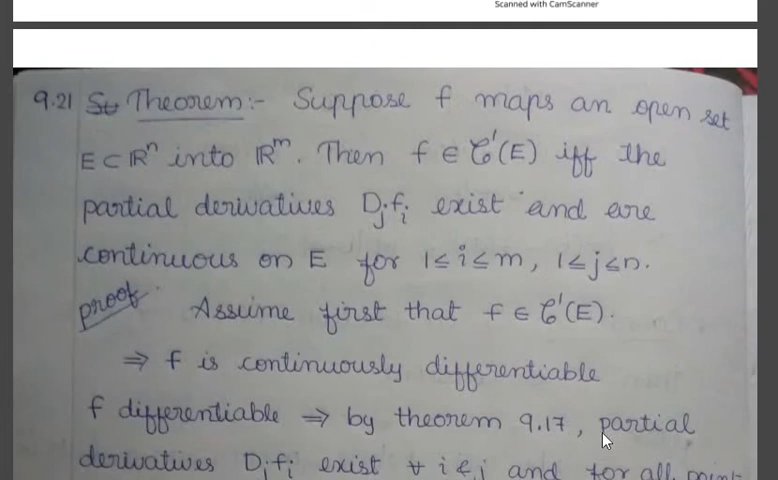 Scanned with CamScanner
9.21 St Theorem:- Suppose f maps an open set
E ⊂ ℝⁿ into ℝᵐ. Then f ∈ 𝒞'(E) iff the
partial derivatives Dⱼfᵢ exist and are
continuous on E for 1≤i≤m, 1≤j≤n.
proof Assume first that f ∈ 𝒞'(E).
⇒ f is continuously differentiable
f differentiable ⇒ by theorem 9.17, partial
derivatives Dⱼfᵢ exist ∀ i & j and for all point